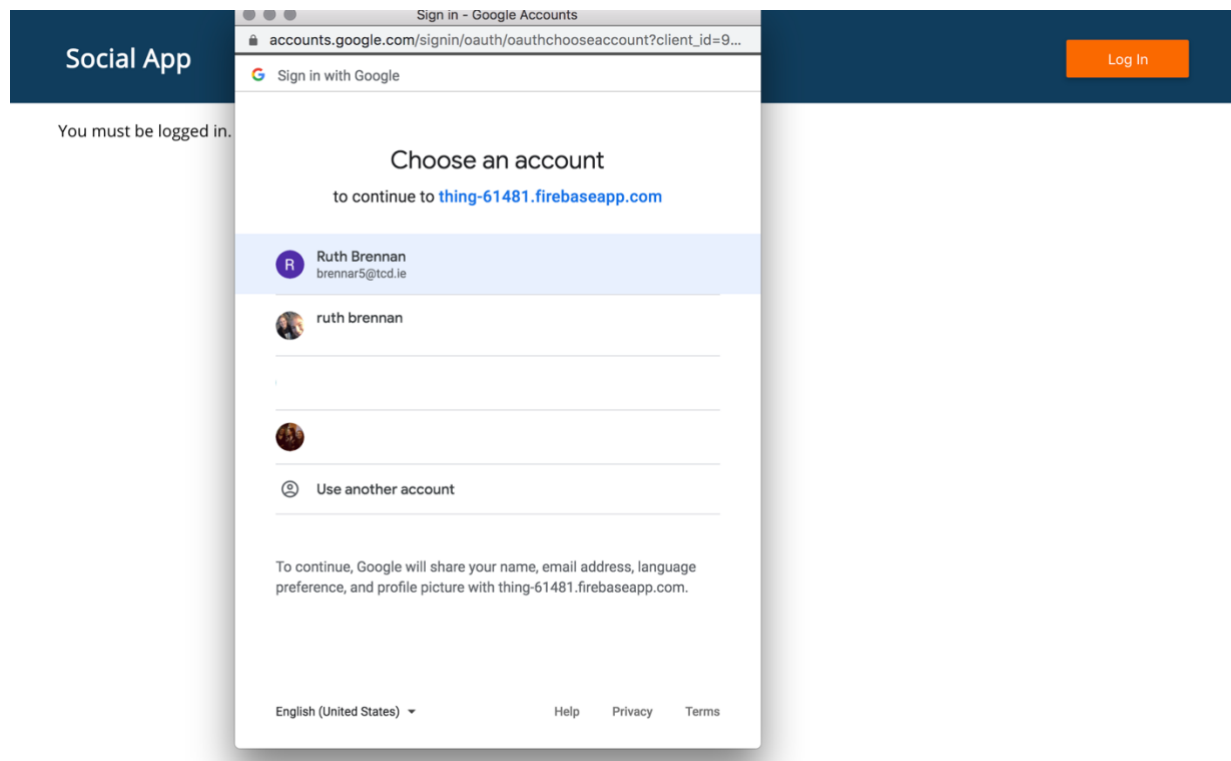 Sign in - Google Accounts
accounts.google.com/signin/oauth/oauthchooseaccount?client_id=9...
Social App
Log In
Sign in with Google
You must be logged in.
Choose an account
to continue to thing-61481.firebaseapp.com
R
Ruth Brennan
brennar5@tcd.ie
ruth brennan
Use another account
To continue, Google will share your name, email address, language
preference, and profile picture with thing-61481.firebaseapp.com.
English (United States)
Help Privacy Terms